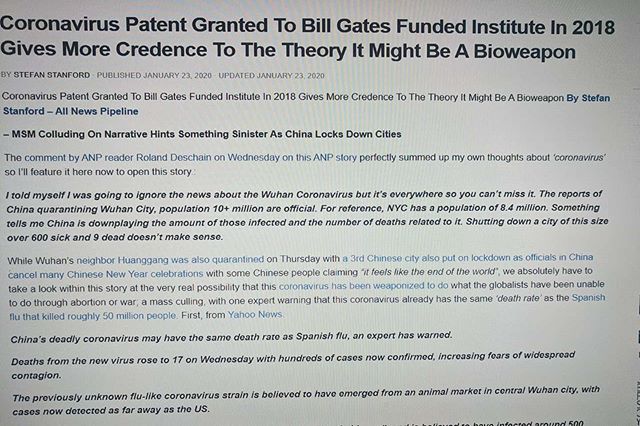 Coronavirus Patent Granted To Bill Gates Funded Institute In 2018
Gives More Credence To The Theory It Might Be A Bioweapon
BY STEFAN STANFORD · PUBLISHED JANUARY 23, 2020 · UPDATED JANUARY 23, 2020
Coronavirus Patent Granted To Bill Gates Funded Institute In 2018 Gives More Credence To The Theory It Might Be A Bioweapon By Stefan
Stanford – All News Pipeline
– MSM Colluding On Narrative Hints Something Sinister As China Locks Down Cities
The comment by ANP reader Roland Deschain on Wednesday on this ANP story perfectly summed up my own thoughts about 'coronavirus'
so I'll feature it here now to open this story:
I told myself I was going to ignore the news about the Wuhan Coronavirus but it's everywhere so you can't miss it. The reports of
China quarantining Wuhan City, population 10+ million are official. For reference, NYC has a population of 8.4 million. Something
tells me China is downplaying the amount of those infected and the number of deaths related to it. Shutting down a city of this size
over 600 sick and 9 dead doesn't make sense.
While Wuhan's neighbor Huanggang was also quarantined on Thursday with a 3rd Chinese city also put on lockdown as officials in China
cancel many Chinese New Year celebrations with some Chinese people claiming "it feels like the end of the world", we absolutely have to
take a look within this story at the very real possibility that this coronavirus has been weaponized to do what the globalists have been unable
to do through abortion or war; a mass culling, with one expert warning that this coronavirus already has the same 'death rate' as the Spanish
flu that killed roughly 50 million people. First, from Yahoo News.
China's deadly coronavirus may have the same death rate as Spanish flu, an expert has warned.
Deaths from the new virus rose to 17 on Wednesday with hundreds of cases now confirmed, increasing fears of widespread
contagion.
The previously unknown flu-like coronavirus strain is believed to have emerged from an animal market in central Wuhan city, with
cases now detected as far away as the US.
is believed to have infected around 500